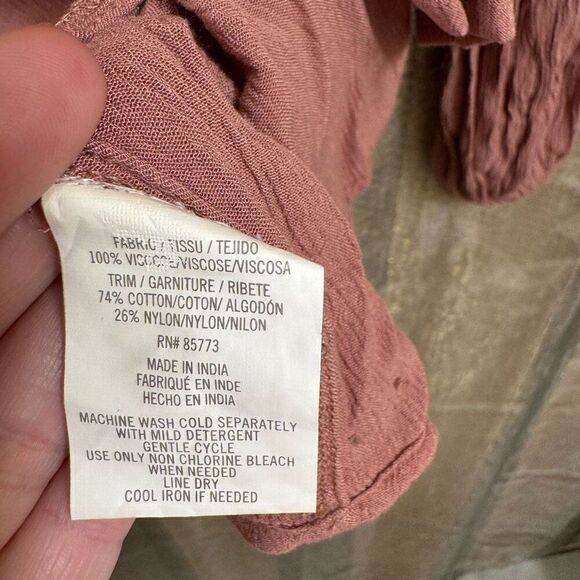 FABRIC/TISSU/TEJIDO
100% VISCOSE/VISCOSE/VISCOSA
TRIM / GARNITURE / RIBETE
74% COTTON/COTON/ ALGODÓN
26% NYLON/NYLON/NILON
RN# 85773
MADE IN INDIA
FABRIQUÉ EN INDE
HECHO EN INDIA
MACHINE WASH COLD SEPARATELY
WITH MILD DETERGENT
GENTLE CYCLE
USE ONLY NON CHLORINE BLEACH
WHEN NEEDED
LINE DRY
COOL IRON IF NEEDED